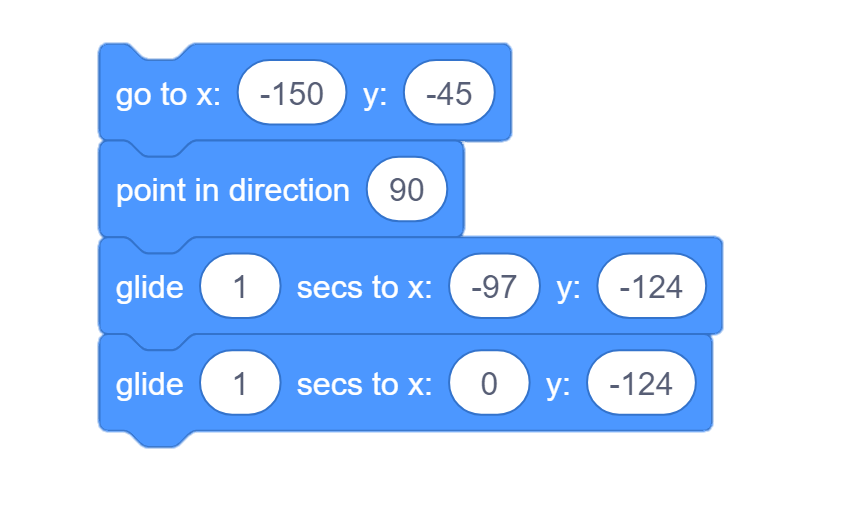 go to x: -150 y: -45
point in direction 90
glide 1 secs to x: -97 y: -124
glide 1 secs to x: 0 y: -124